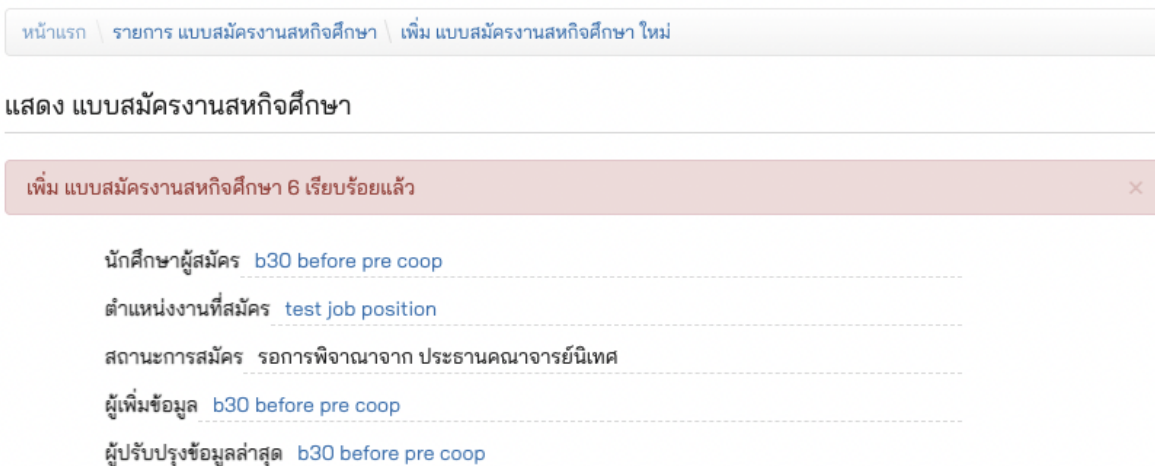 หน้าแรก \ รายการ แบบสมัครงานสหกิจศึกษา \ เพิ่ม แบบสมัครงานสหกิจศึกษา ใหม่
แสดง แบบสมัครงานสหกิจศึกษา
เพิ่ม แบบสมัครงานสหกิจศึกษา 6 เรียบร้อยแล้ว ×
นักศึกษาผู้สมัคร b30 before pre coop
ตำแหน่งงานที่สมัคร test job position
สถานะการสมัคร รอการพิจาณาจาก ประธานคณาจารย์นิเทศ
ผู้เพิ่มข้อมูล b30 before pre coop
ผู้ปรับปรุงข้อมูลล่าสุด b30 before pre coop